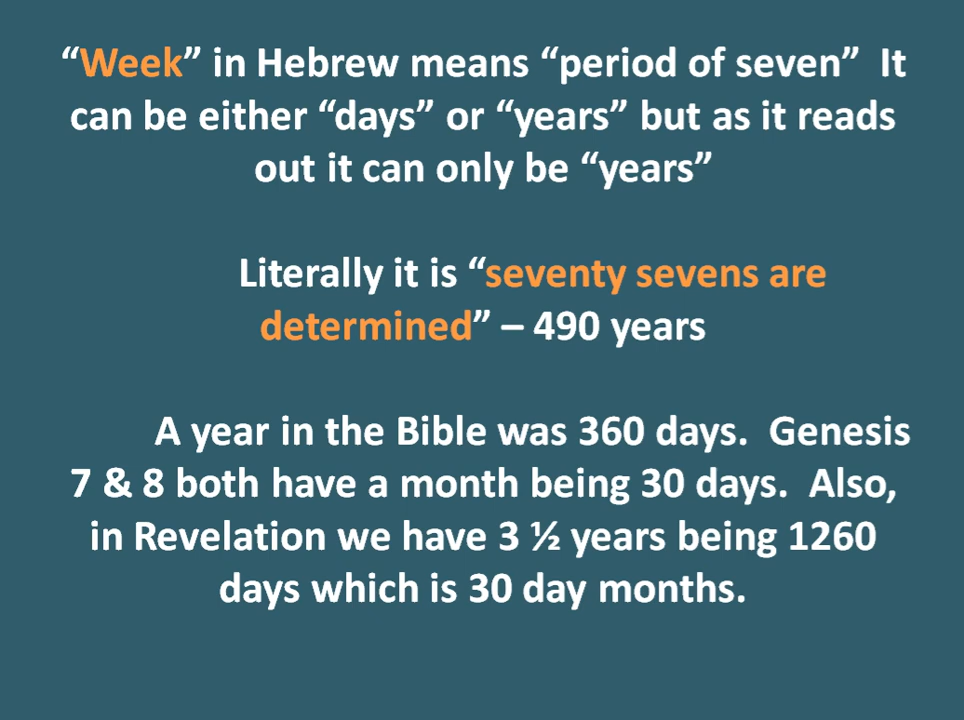 “Week” in Hebrew means “period of seven”  It
can be either “days” or “years” but as it reads
out it can only be “years”
Literally it is “seventy sevens are
determined” – 490 years
A year in the Bible was 360 days.  Genesis
7 & 8 both have a month being 30 days.  Also,
in Revelation we have 3 ½ years being 1260
days which is 30 day months.